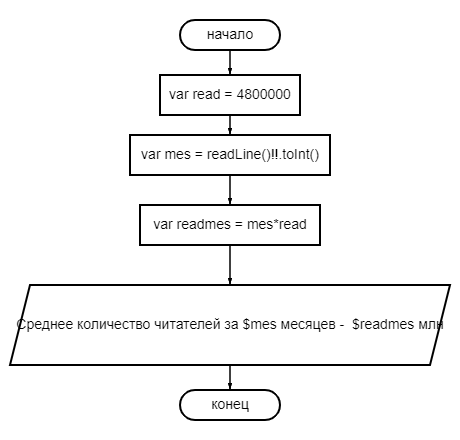 начало
var read = 4800000
var mes = readLine()!!.toInt()
var readmes = mes*read
Среднее количество читателей за $mes месяцев - $readmes млн
конец